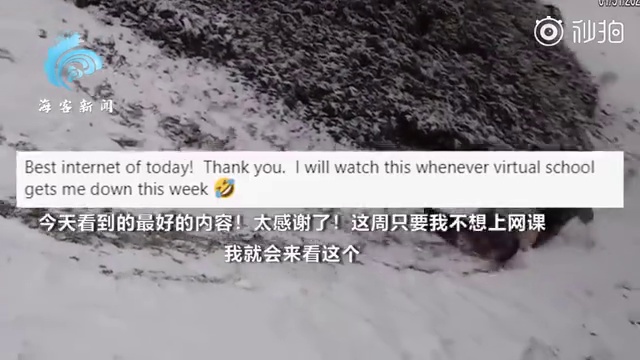 秒拍
海客新闻
Best internet of today! Thank you. I will watch this whenever virtual school
gets me down this week 🤣
今天看到的最好的内容！太感谢了！这周只要我不想上网课
我就会来看这个